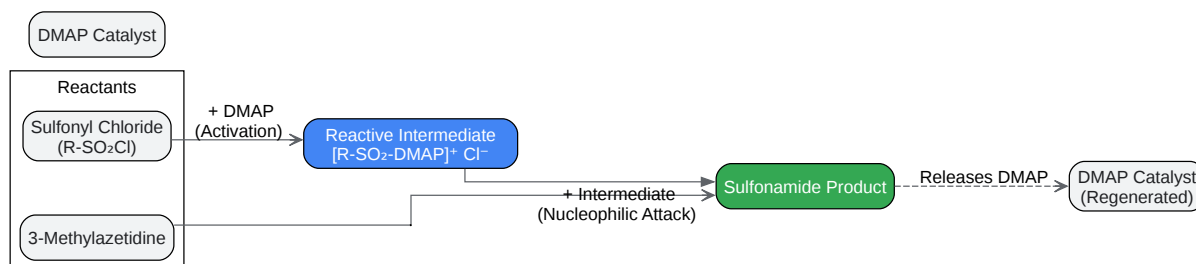 DMAP Catalyst
Reactants
Sulfonyl Chloride
(R-SO₂Cl)
+ DMAP
(Activation)
Reactive Intermediate
[R-SO₂-DMAP]⁺ Cl⁻
3-Methylazetidine
+ Intermediate
(Nucleophilic Attack)
Sulfonamide Product
Releases DMAP
DMAP Catalyst
(Regenerated)